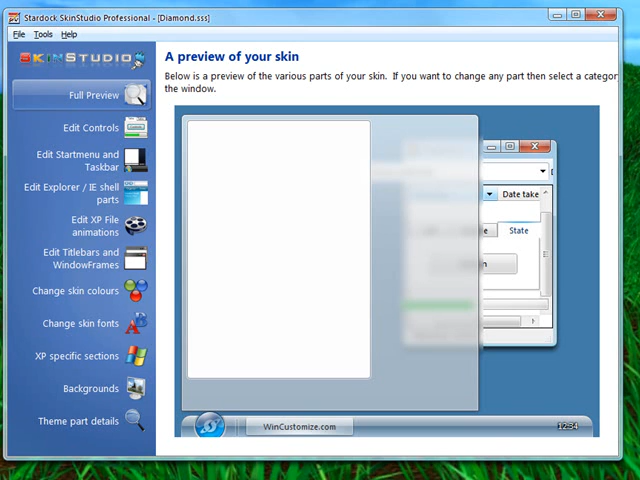 Stardock SkinStudio Professional - [Diamond.sss]
File Tools Help
SKINSTUDIO
A preview of your skin
Below is a preview of the various parts of your skin. If you want to change any part then select a categor
the window.
Full Preview
Edit Controls
Edit Startmenu and
Taskbar
Edit Explorer / IE shell
parts
Edit XP File
animations
Edit Titlebars and
WindowFrames
Change skin colours
Change skin fonts
XP specific sections
Backgrounds
Theme part details
Date take
State
WinCustomize.com
12:34